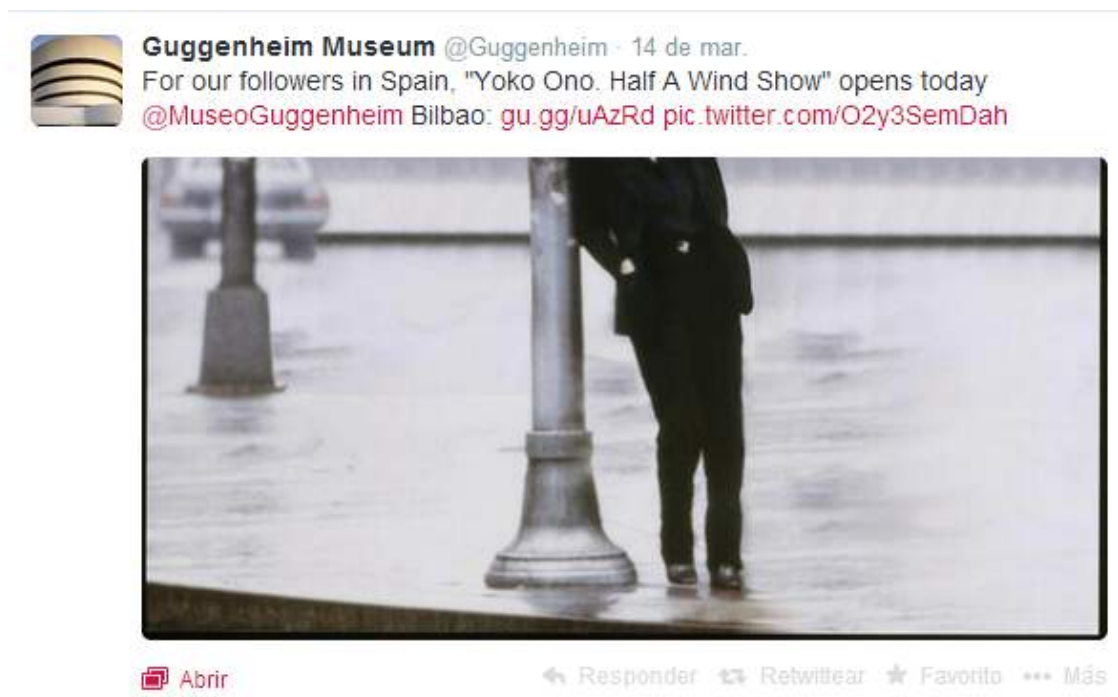 Guggenheim Museum @Guggenheim · 14 de mar.
For our followers in Spain, "Yoko Ono. Half A Wind Show" opens today
@MuseoGuggenheim Bilbao: gu.gg/uAzRd pic.twitter.com/O2y3SemDah
Abrir Responder Retwittear Favorito Más